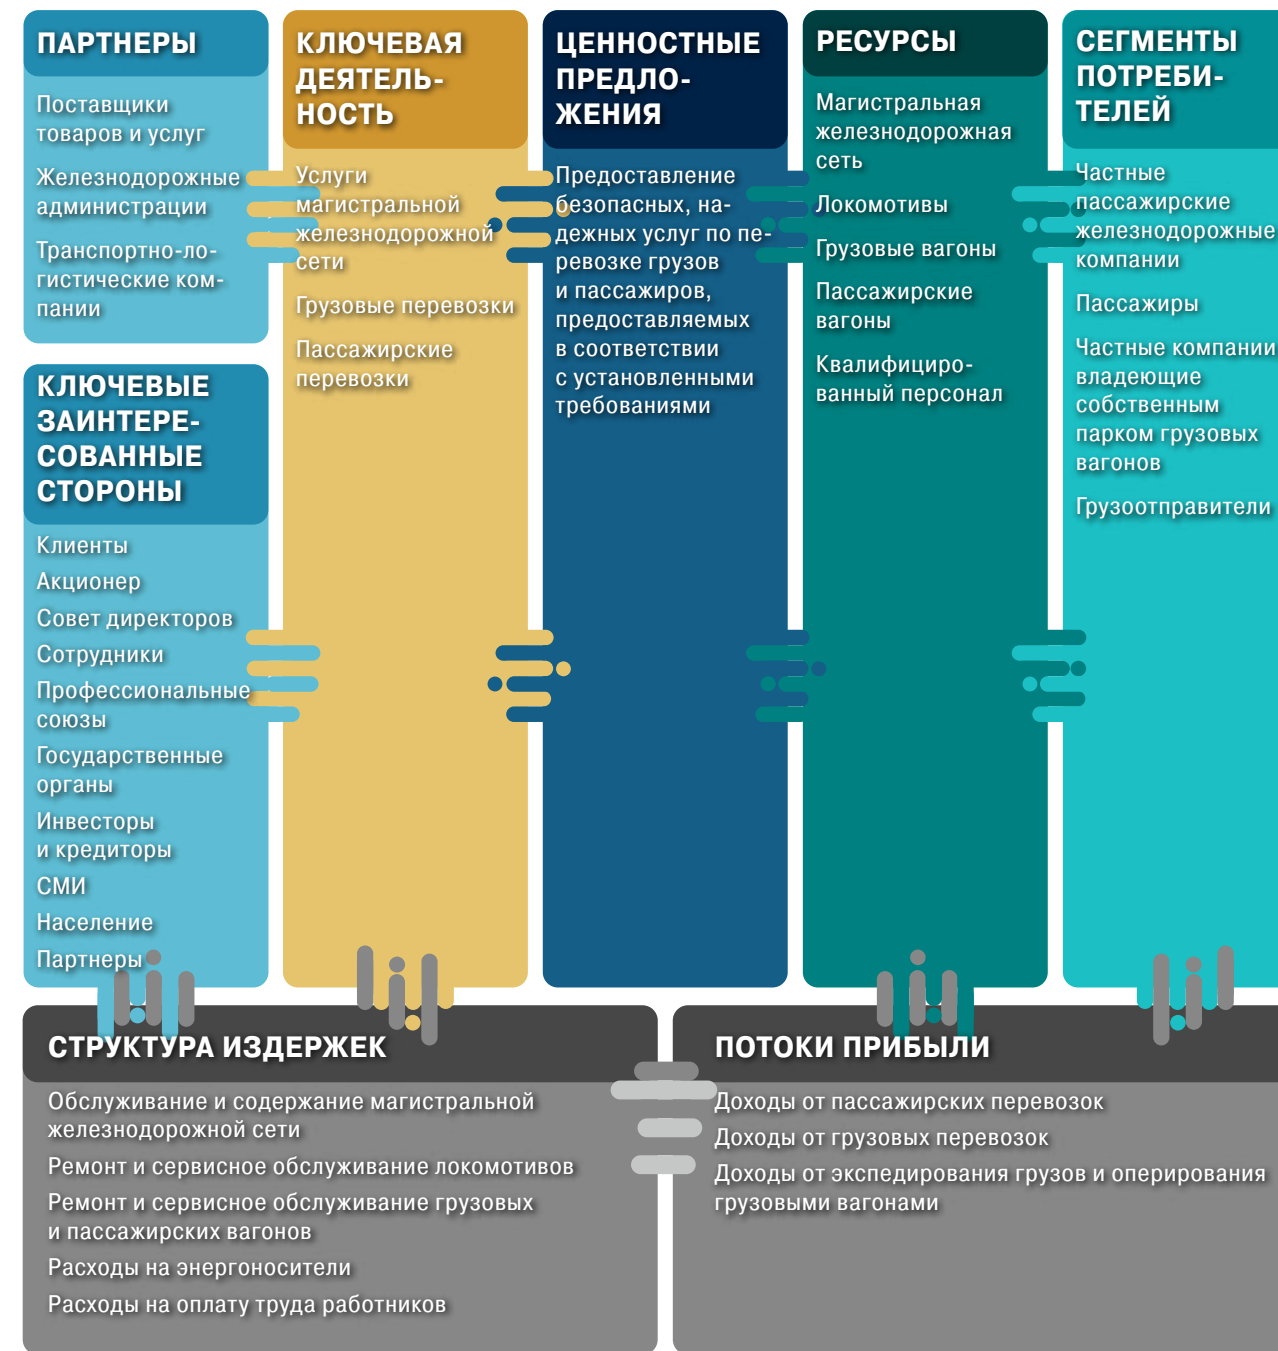 ПАРТНЕРЫ
Поставщики
товаров и услуг
Железнодорожные
администрации
Транспортно-ло-
гистические ком-
пании
КЛЮЧЕВЫЕ
ЗАИНТЕРЕ-
СОВАННЫЕ
СТОРОНЫ
Клиенты
Акционер
Совет директоров
Сотрудники
Профессиональные
союзы
Государственные
органы
Инвесторы
и кредиторы
СМИ
Население
Партнеры
КЛЮЧЕВАЯ
ДЕЯТЕЛЬ-
НОСТЬ
Услуги
магистральной
железнодорожной
сети
Грузовые перевозки
Пассажирские
перевозки
ЦЕННОСТНЫЕ
ПРЕДЛО-
ЖЕНИЯ
Предоставление
безопасных, на-
дежных услуг по пе-
ревозке грузов
и пассажиров,
предоставляемых
в соответствии
с установленными
требованиями
РЕСУРСЫ
Магистральная
железнодорожная
сеть
Локомотивы
Грузовые вагоны
Пассажирские
вагоны
Квалифициро-
ванный персонал
СЕГМЕНТЫ
ПОТРЕБИ-
ТЕЛЕЙ
Частные
пассажирские
железнодорожные
компании
Пассажиры
Частные компании
владеющие
собственным
парком грузовых
вагонов
Грузоотправители
СТРУКТУРА ИЗДЕРЖЕК
Обслуживание и содержание магистральной
железнодорожной сети
Ремонт и сервисное обслуживание локомотивов
Ремонт и сервисное обслуживание грузовых
и пассажирских вагонов
Расходы на энергоносители
Расходы на оплату труда работников
ПОТОКИ ПРИБЫЛИ
Доходы от пассажирских перевозок
Доходы от грузовых перевозок
Доходы от экспедирования грузов и оперирования
грузовыми вагонами